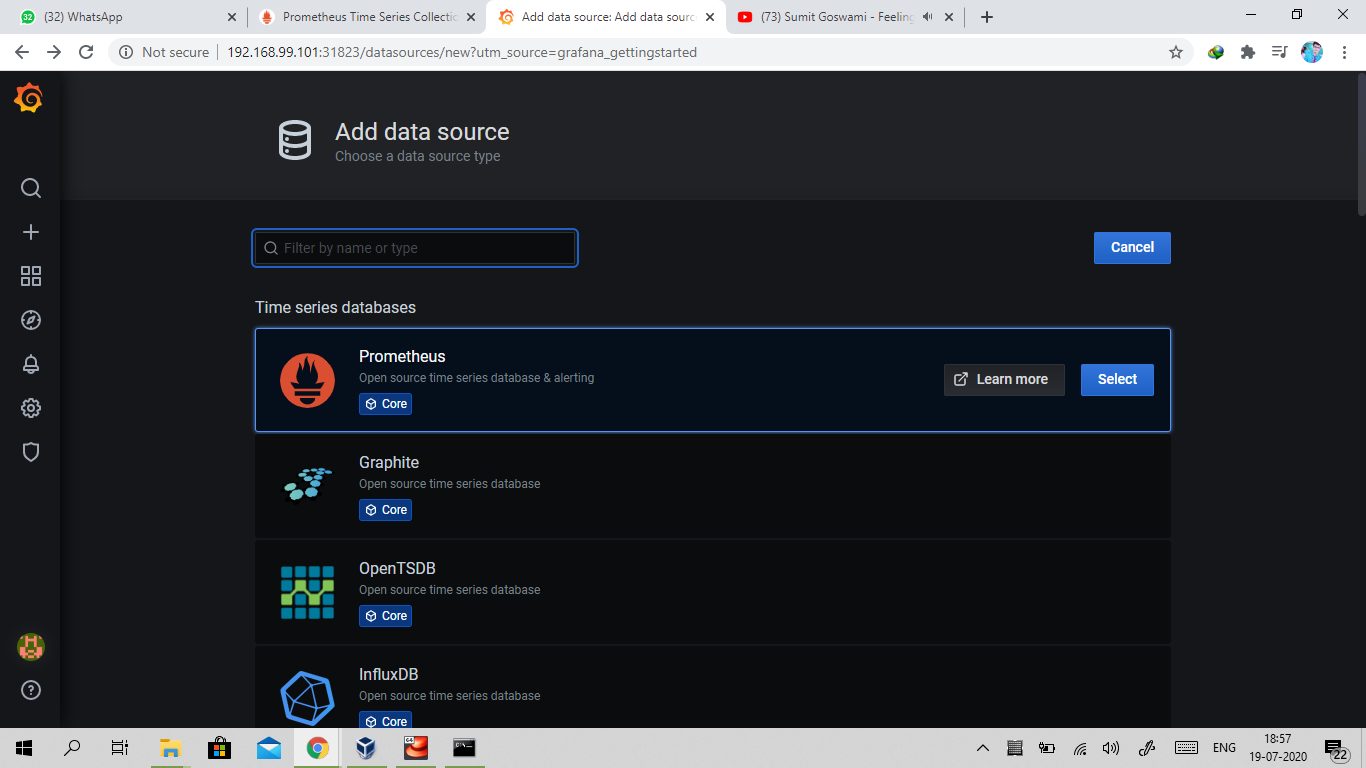 (32) WhatsApp
Prometheus Time Series Collectio
Add data source: Add data sourc
(73) Sumit Goswami - Feeling
Not secure
192.168.99.101:31823/datasources/new?utm_source=grafana_gettingstarted
Add data source
Choose a data source type
Filter by name or type
Cancel
Time series databases
Prometheus
Open source time series database & alerting
Core
Learn more
Select
Graphite
Open source time series database
Core
OpenTSDB
Open source time series database
Core
InfluxDB
Open source time series database
Core
ENG
18:57
19-07-2020
22